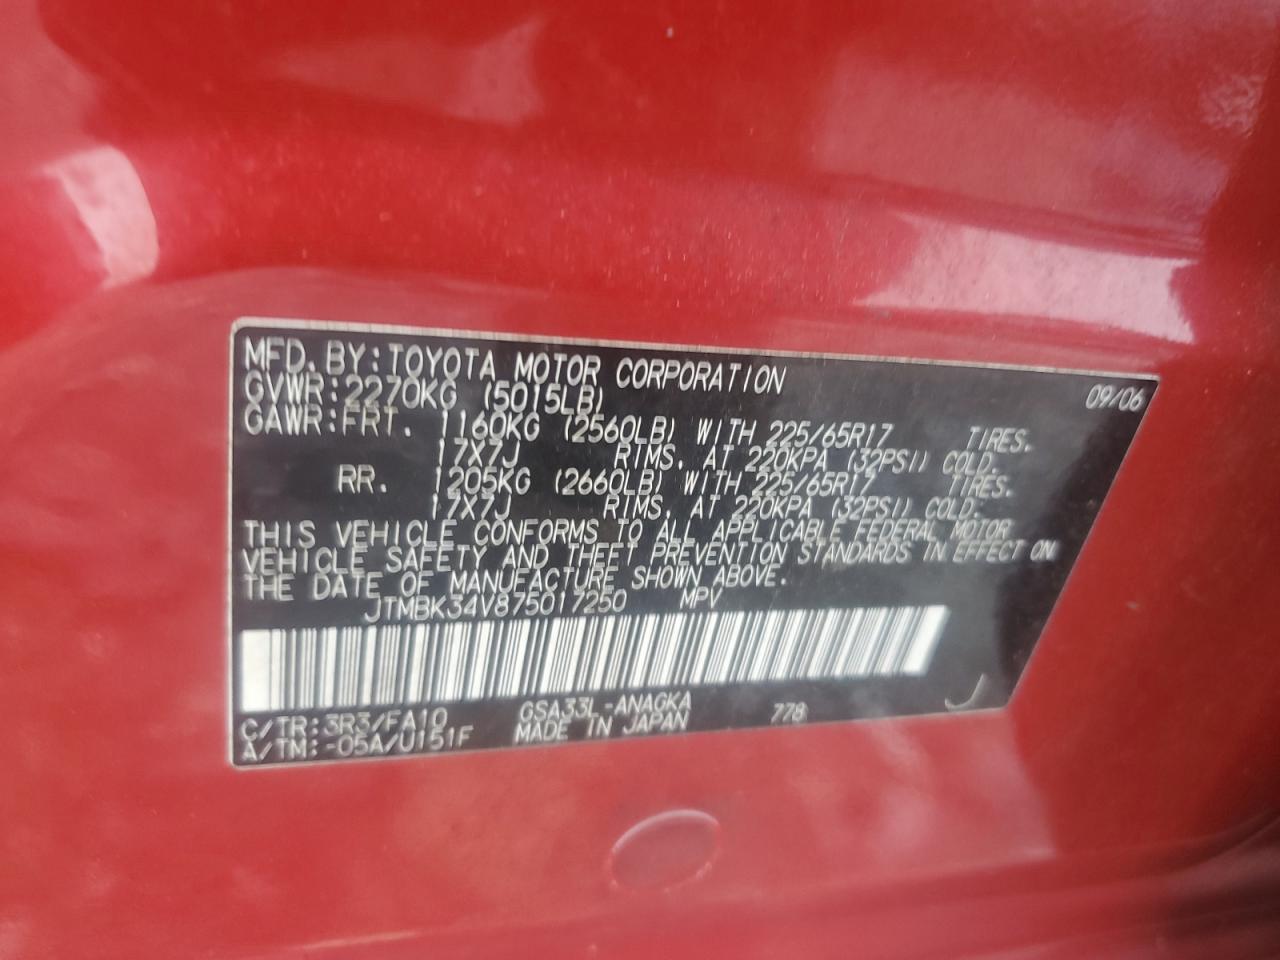 MFD. BY: TOYOTA MOTOR CORPORATION 09/06
GVWR: 2270KG (5015LB)
GAWR: FRT. 1160KG (2560LB) WITH 225/65R17 TIRES.
17X7J RIMS. AT 220KPA (32PSI) COLD.
RR. 1205KG (2660LB) WITH 225/65R17 TIRES.
17X7J RIMS. AT 220KPA (32PSI) COLD.
THIS VEHICLE CONFORMS TO ALL APPLICABLE FEDERAL MOTOR
VEHICLE SAFETY AND THEFT PREVENTION STANDARDS IN EFFECT ON
THE DATE OF MANUFACTURE SHOWN ABOVE.
JTMBK34V875017250 MPV
C/TR: 3R3/FA10 GSA33L-ANAGKA 778 J
A/TM: -05A/U151F MADE IN JAPAN